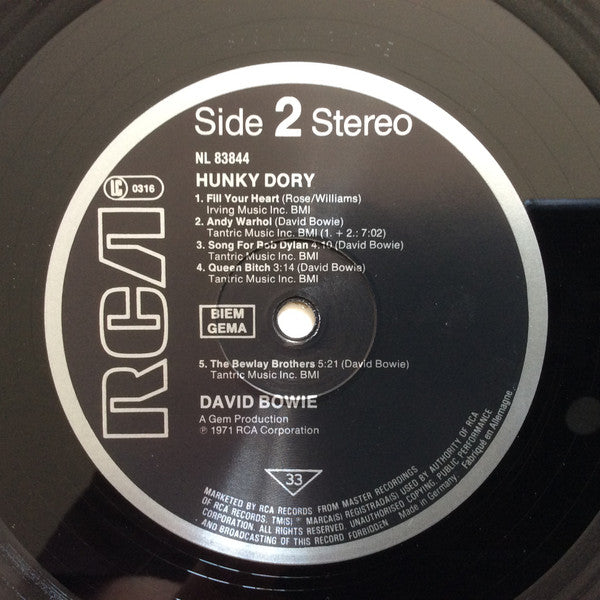 Side 2 Stereo
NL 83844
HUNKY DORY
LC 0316
1. Fill Your Heart (Rose/Williams)
Irving Music Inc. BMI
2. Andy Warhol (David Bowie)
Tantric Music Inc. BMI (1. + 2.: 7:02)
3. Song For Bob Dylan 4:10 (David Bowie)
Tantric Music Inc. BMI
4. Queen Bitch 3:14 (David Bowie)
Tantric Music Inc. BMI
BIEM
GEMA
5. The Bewlay Brothers 5:21 (David Bowie)
Tantric Music Inc. BMI
DAVID BOWIE
A Gem Production
℗ 1971 RCA Corporation
RCA
33
MARKETED BY RCA RECORDS FROM MASTER RECORDINGS
OF RCA RECORDS. TM(S) ® MARCA(S) REGISTRADA(S) USED BY AUTHORITY OF RCA
CORPORATION. ALL RIGHTS RESERVED. UNAUTHORISED COPYING, PUBLIC PERFORMANCE
AND BROADCASTING OF THIS RECORD FORBIDDEN
Made in Germany
Fabriqué en Allemagne